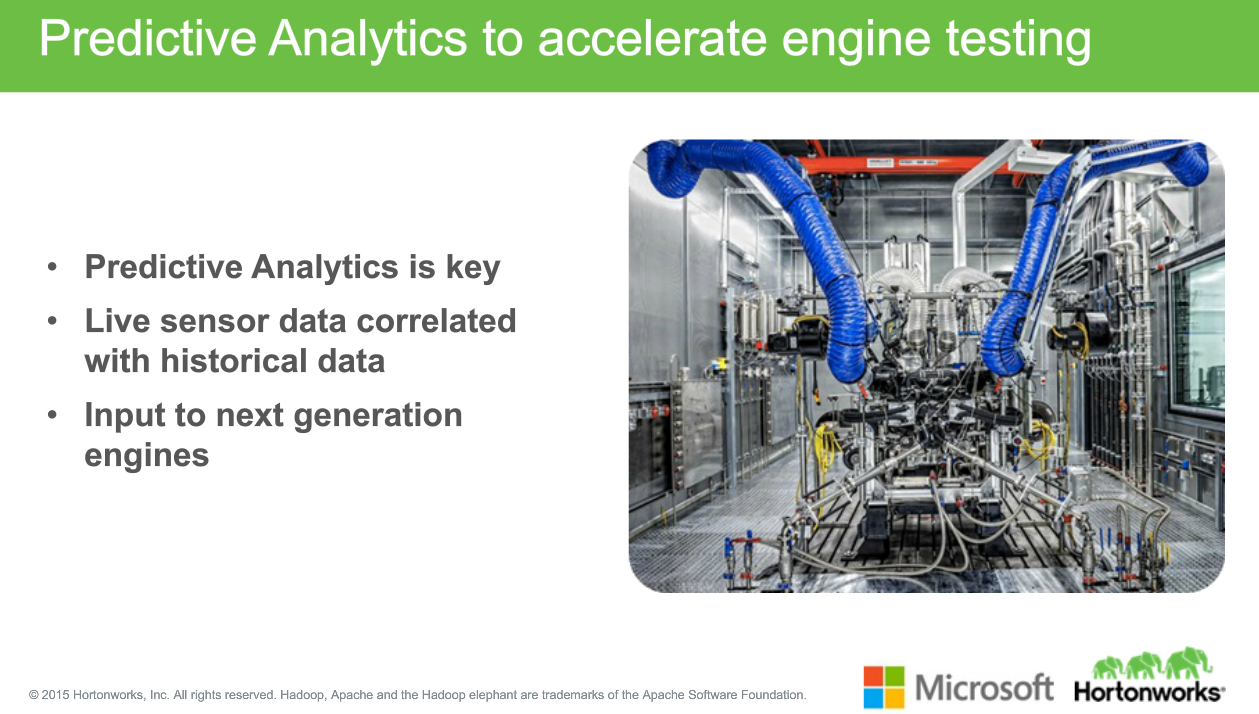 Predictive Analytics to accelerate engine testing
• Predictive Analytics is key
• Live sensor data correlated
with historical data
• Input to next generation
engines
© 2015 Hortonworks, Inc. All rights reserved. Hadoop, Apache and the Hadoop elephant are trademarks of the Apache Software Foundation.
Microsoft
Hortonworks